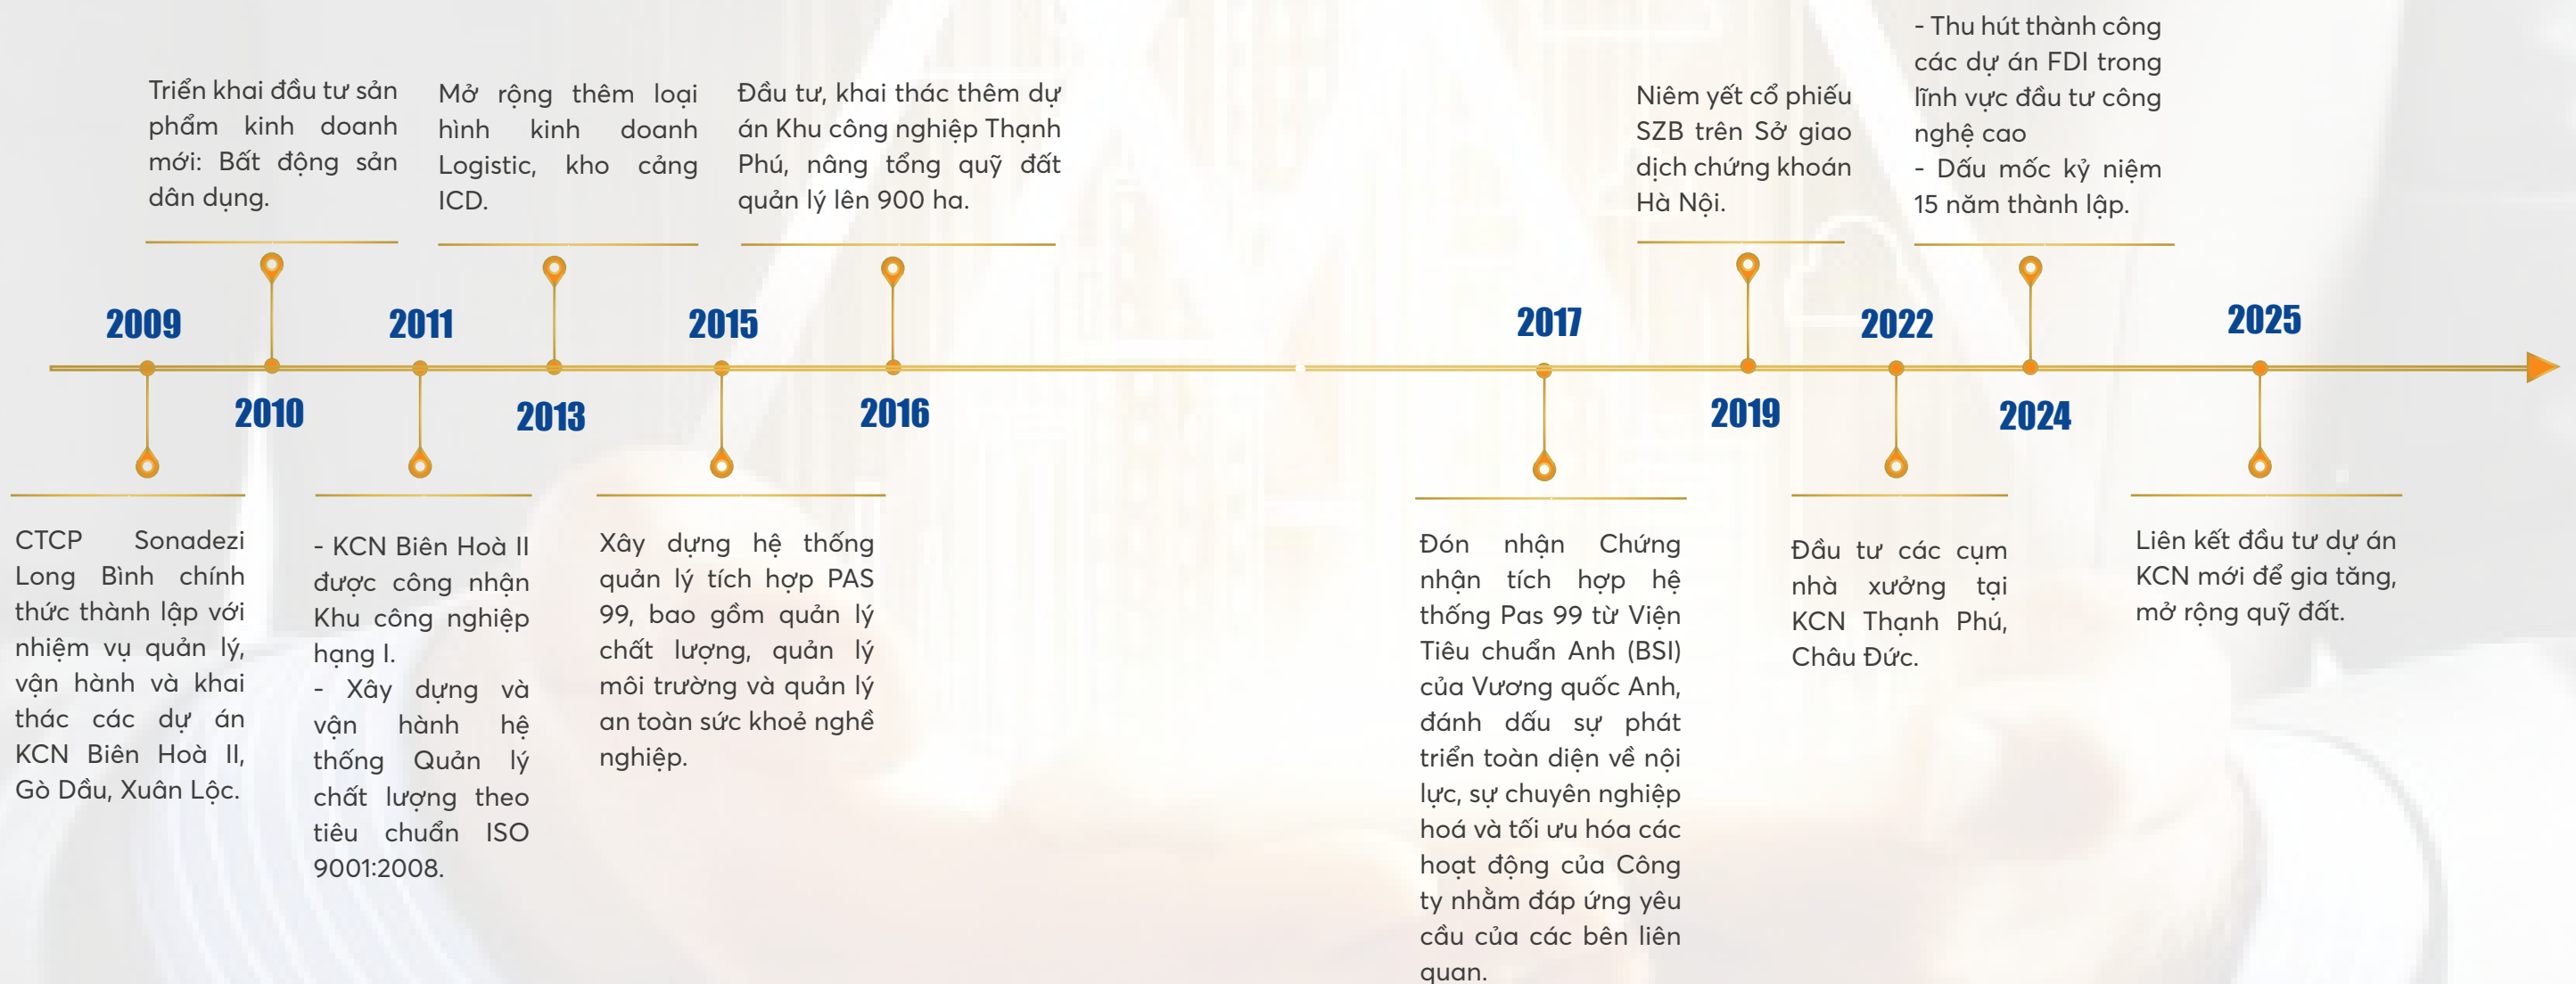 2009
CTCP Sonadezi
Long Bình chính
thức thành lập với
nhiệm vụ quản lý,
vận hành và khai
thác các dự án
KCN Biên Hoà II,
Gò Dầu, Xuân Lộc.
Triển khai đầu tư sản
phẩm kinh doanh
mới: Bất động sản
dân dụng.
2010
2011
- KCN Biên Hoà II
được công nhận
Khu công nghiệp
hạng I.
- Xây dựng và
vận hành hệ
thống Quản lý
chất lượng theo
tiêu chuẩn ISO
9001:2008.
Mở rộng thêm loại
hình kinh doanh
Logistic, kho cảng
ICD.
2013
2015
Xây dựng hệ thống
quản lý tích hợp PAS
99, bao gồm quản lý
chất lượng, quản lý
môi trường và quản lý
an toàn sức khoẻ nghề
nghiệp.
Đầu tư, khai thác thêm dự
án Khu công nghiệp Thạnh
Phú, nâng tổng quỹ đất
quản lý lên 900 ha.
2016
2017
Đón nhận Chứng
nhận tích hợp hệ
thống Pas 99 từ Viện
Tiêu chuẩn Anh (BSI)
của Vương quốc Anh,
đánh dấu sự phát
triển toàn diện về nội
lực, sự chuyên nghiệp
hoá và tối ưu hóa các
hoạt động của Công
ty nhằm đáp ứng yêu
cầu của các bên liên
quan.
Niêm yết cổ phiếu
SZB trên Sở giao
dịch chứng khoán
Hà Nội.
2019
2022
Đầu tư các cụm
nhà xưởng tại
KCN Thạnh Phú,
Châu Đức.
- Thu hút thành công
các dự án FDI trong
lĩnh vực đầu tư công
nghệ cao
- Dấu mốc kỷ niệm
15 năm thành lập.
2024
2025
Liên kết đầu tư dự án
KCN mới để gia tăng,
mở rộng quỹ đất.